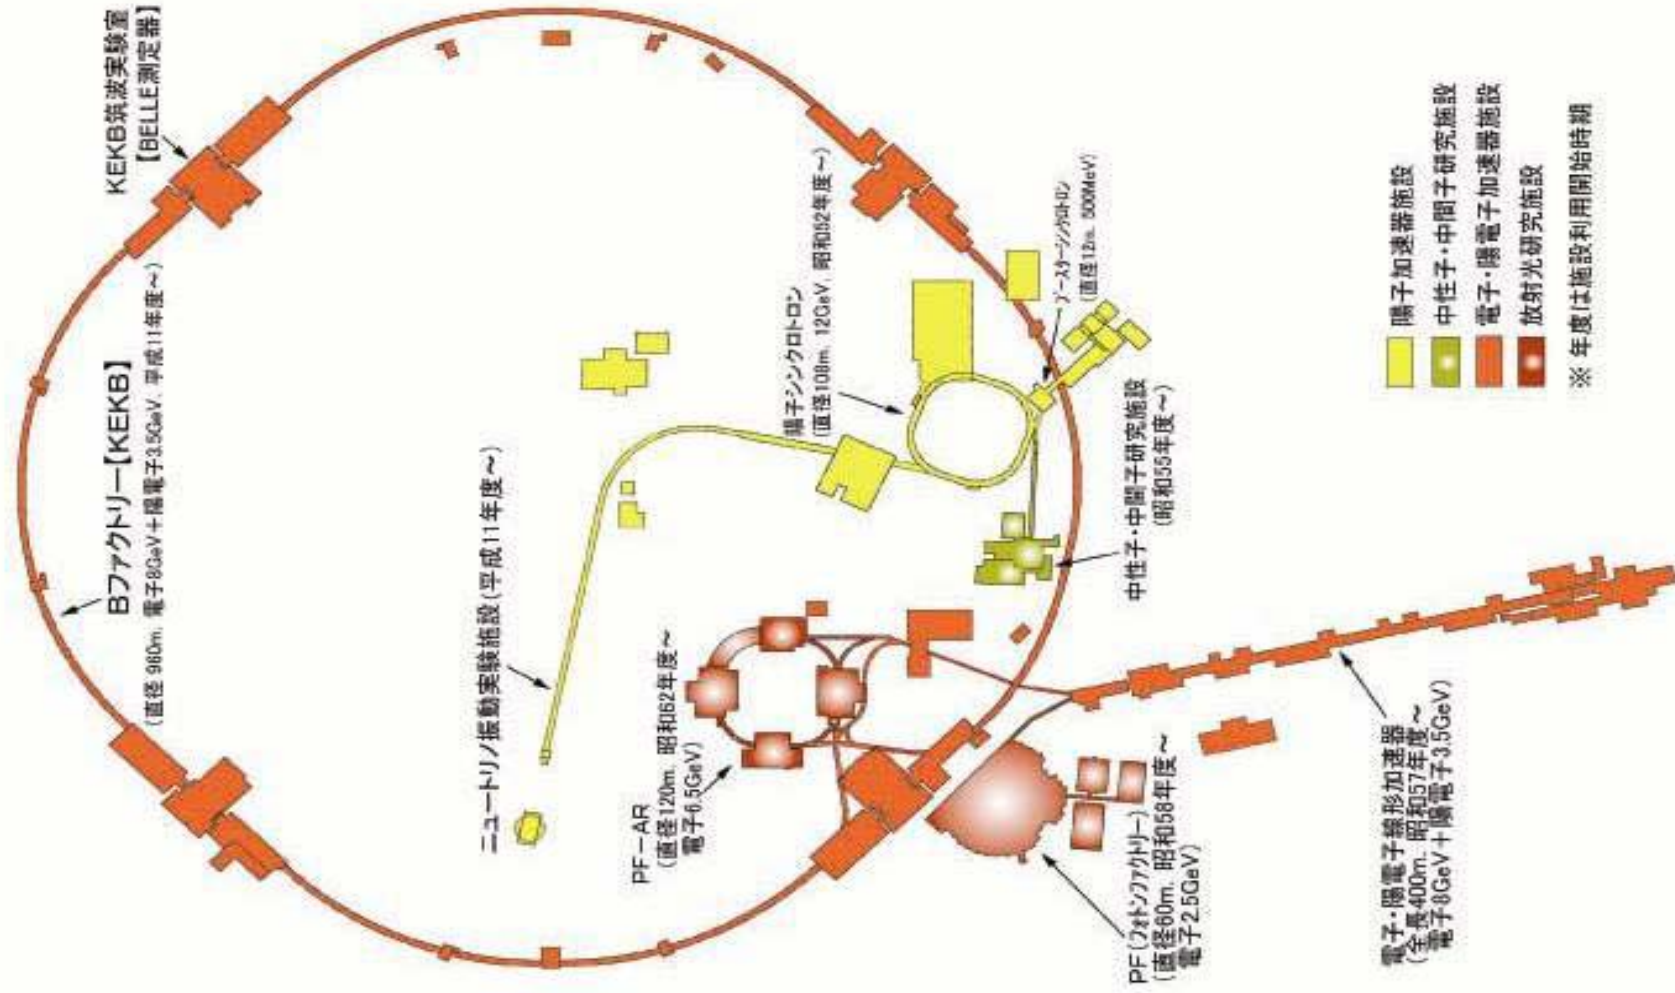 KEKB筑波実験室
【BELLE測定器】
Bファクトリー【KEKB】
(直径 960m, 電子8GeV+陽電子3.5GeV, 平成11年度~)
ニュートリノ振動実験施設(平成11年度~)
陽子シンクロトロン
(直径108m, 12GeV, 昭和52年度~)
ブースターシンクロトロン
(直径12m, 500MeV)
中性子・中間子研究施設
(昭和55年度~)
PF-AR
(直径120m, 昭和62年度~
電子6.5GeV)
PF(フォトンファクトリー)
(直径60m, 昭和58年度~
電子2.5GeV)
電子・陽電子線形加速器
(全長400m, 昭和57年度~
電子8GeV+陽電子3.5GeV)
陽子加速器施設
中性子・中間子研究施設
電子・陽電子加速器施設
放射光研究施設
※ 年度は施設利用開始時期